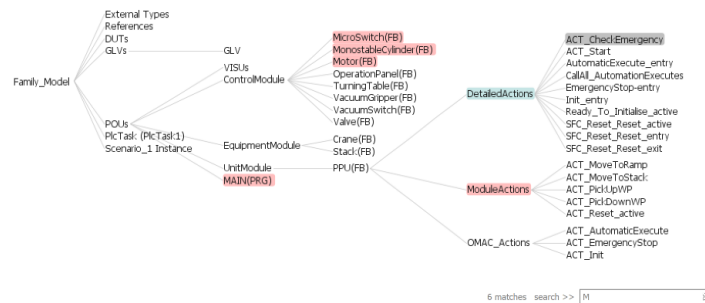 Family_Model
External Types
References
DUTs
GLVs
POUs
PlcTask (PlcTask1)
Scenario_1 Instance
GLV
VISUs
ControlModule
EquipmentModule
UnitModule
MAIN(PRG)
MicroSwitch(FB)
MonostableCylinder(FB)
Motor(FB)
OperationPanel(FB)
TurningTable(FB)
VacuumGripper(FB)
VacuumSwitch(FB)
Valve(FB)
Crane(FB)
Stack(FB)
PPU(FB)
DetailedActions
ModuleActions
OMAC_Actions
ACT_CheckEmergency
ACT_Start
AutomaticExecute_entry
CallAll_AutomationExecutes
EmergencyStop-entry
Init_entry
Ready_To_Initialise_active
SFC_Reset_Reset_active
SFC_Reset_Reset_entry
SFC_Reset_Reset_exit
ACT_MoveToRamp
ACT_MoveToStack
ACT_PickUpWP
ACT_PickDownWP
ACT_Reset_active
ACT_AutomaticExecute
ACT_EmergencyStop
ACT_Init
6 matches search >> M